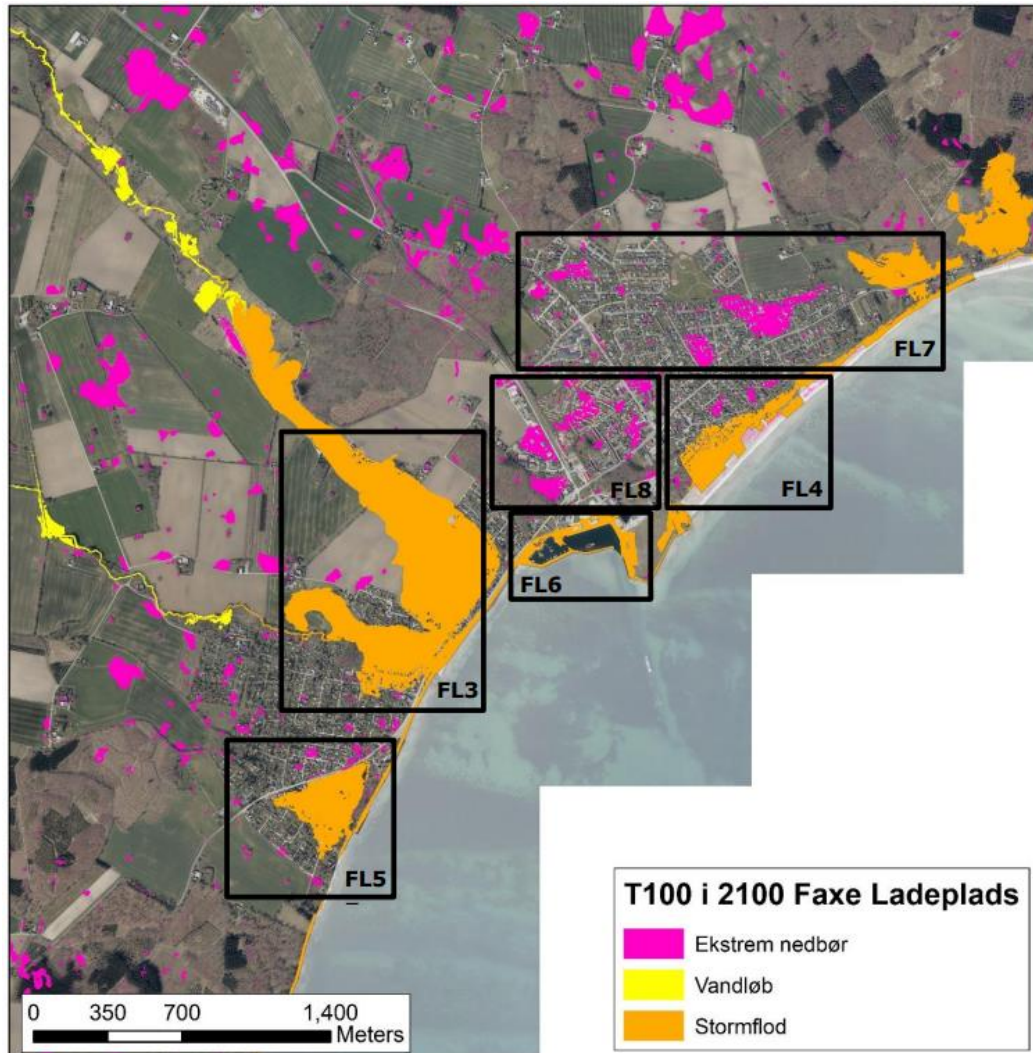 FL7
FL8
FL4
FL6
FL3
FL5
T100 i 2100 Faxe Ladeplads
Ekstrem nedbør
Vandløb
Stormflod
0 350 700 1,400
Meters